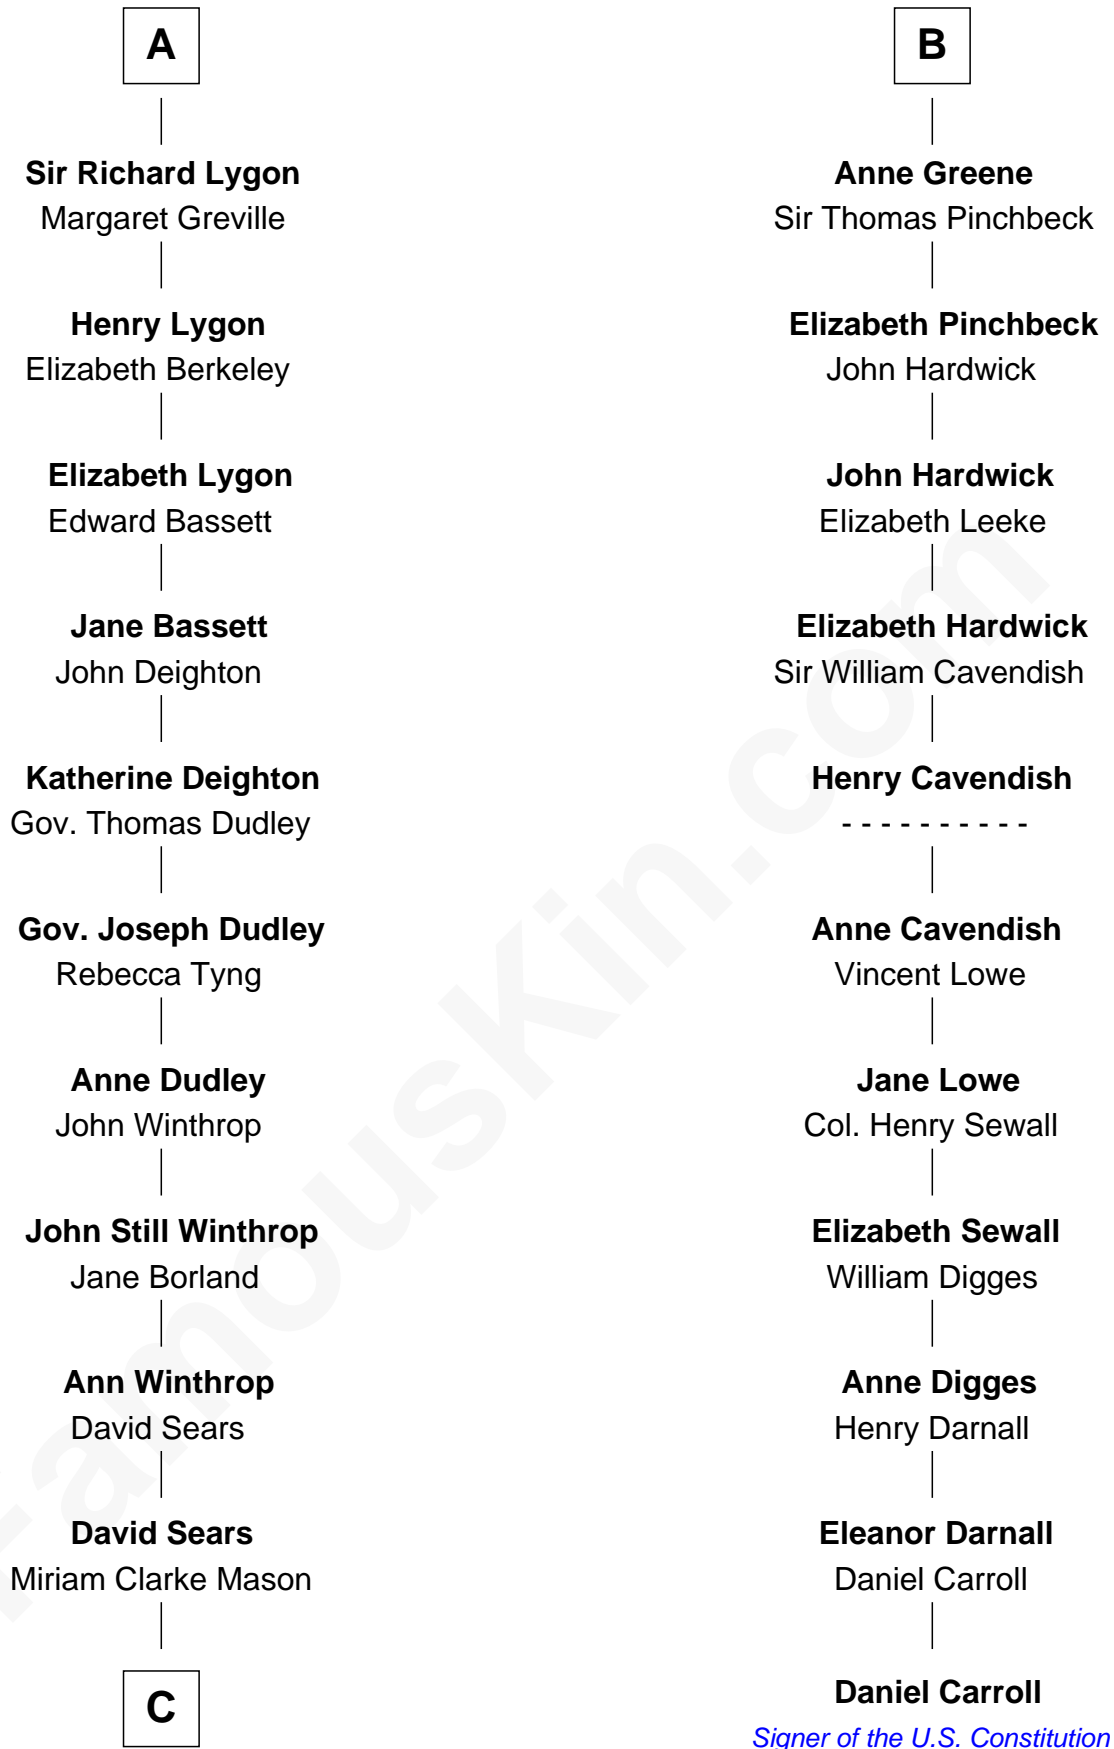 A
Sir Richard Lygon
Margaret Greville
Henry Lygon
Elizabeth Berkeley
Elizabeth Lygon
Edward Bassett
Jane Bassett
John Deighton
Katherine Deighton
Gov. Thomas Dudley
Gov. Joseph Dudley
Rebecca Tyng
Anne Dudley
John Winthrop
John Still Winthrop
Jane Borland
Ann Winthrop
David Sears
David Sears
Miriam Clarke Mason
C
B
Anne Greene
Sir Thomas Pinchbeck
Elizabeth Pinchbeck
John Hardwick
John Hardwick
Elizabeth Leeke
Elizabeth Hardwick
Sir William Cavendish
Henry Cavendish
- - - - - - - - - -
Anne Cavendish
Vincent Lowe
Jane Lowe
Col. Henry Sewall
Elizabeth Sewall
William Digges
Anne Digges
Henry Darnall
Eleanor Darnall
Daniel Carroll
Daniel Carroll
Signer of the U.S. Constitution
FamousKin.com